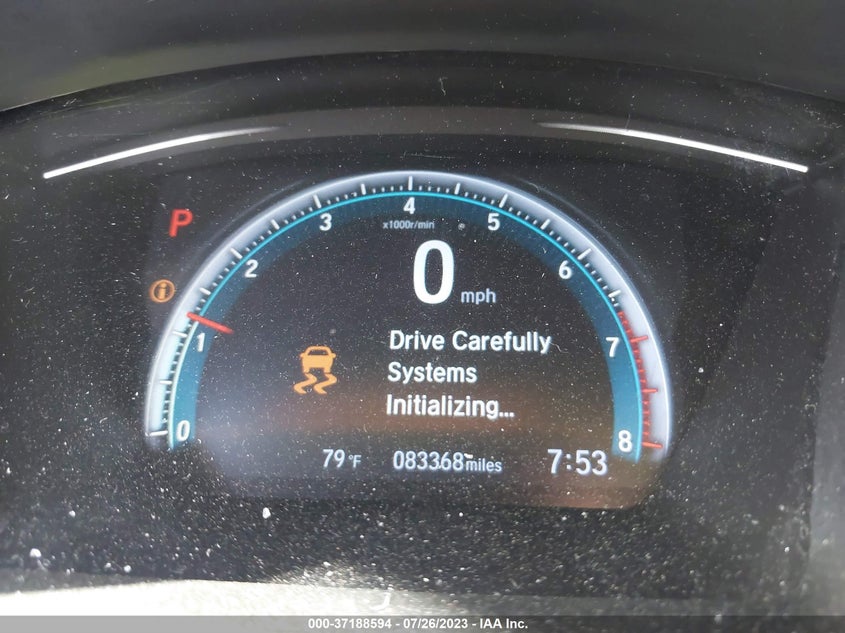 P
4
x1000r/min
3
5
2
6
1
7
0
8
0 mph
i
Drive Carefully
Systems
Initializing...
79 °F
083368 miles
7:53
000-37188594 - 07/26/2023 - IAA Inc.